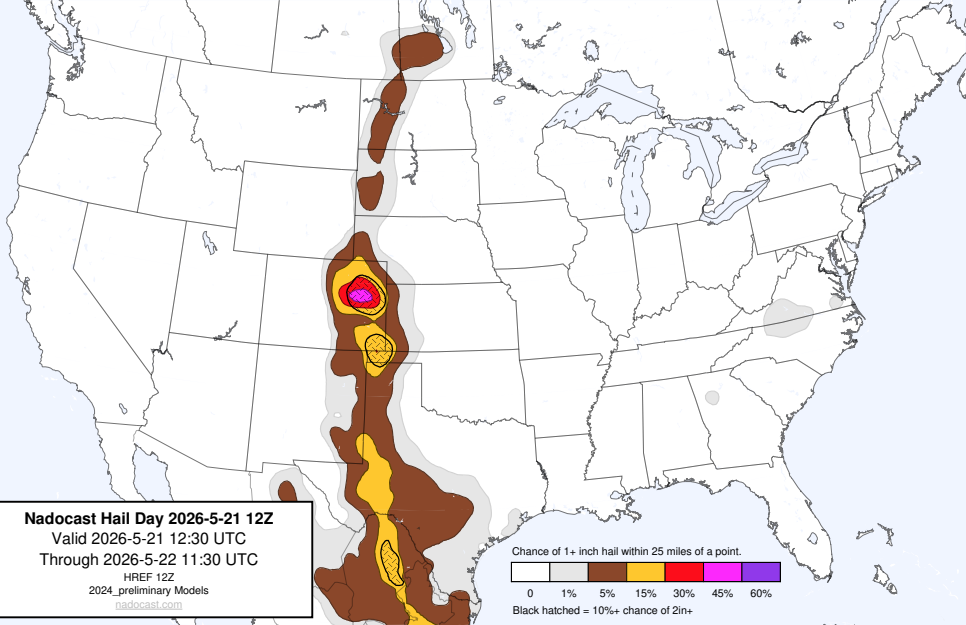 Nadocast Hail Day 2026-5-21 12Z
Valid 2026-5-21 12:30 UTC
Through 2026-5-22 11:30 UTC
HREF 12Z
2024_preliminary Models
nadocast.com
Chance of 1+ inch hail within 25 miles of a point.
0 1% 5% 15% 30% 45% 60%
Black hatched = 10%+ chance of 2in+